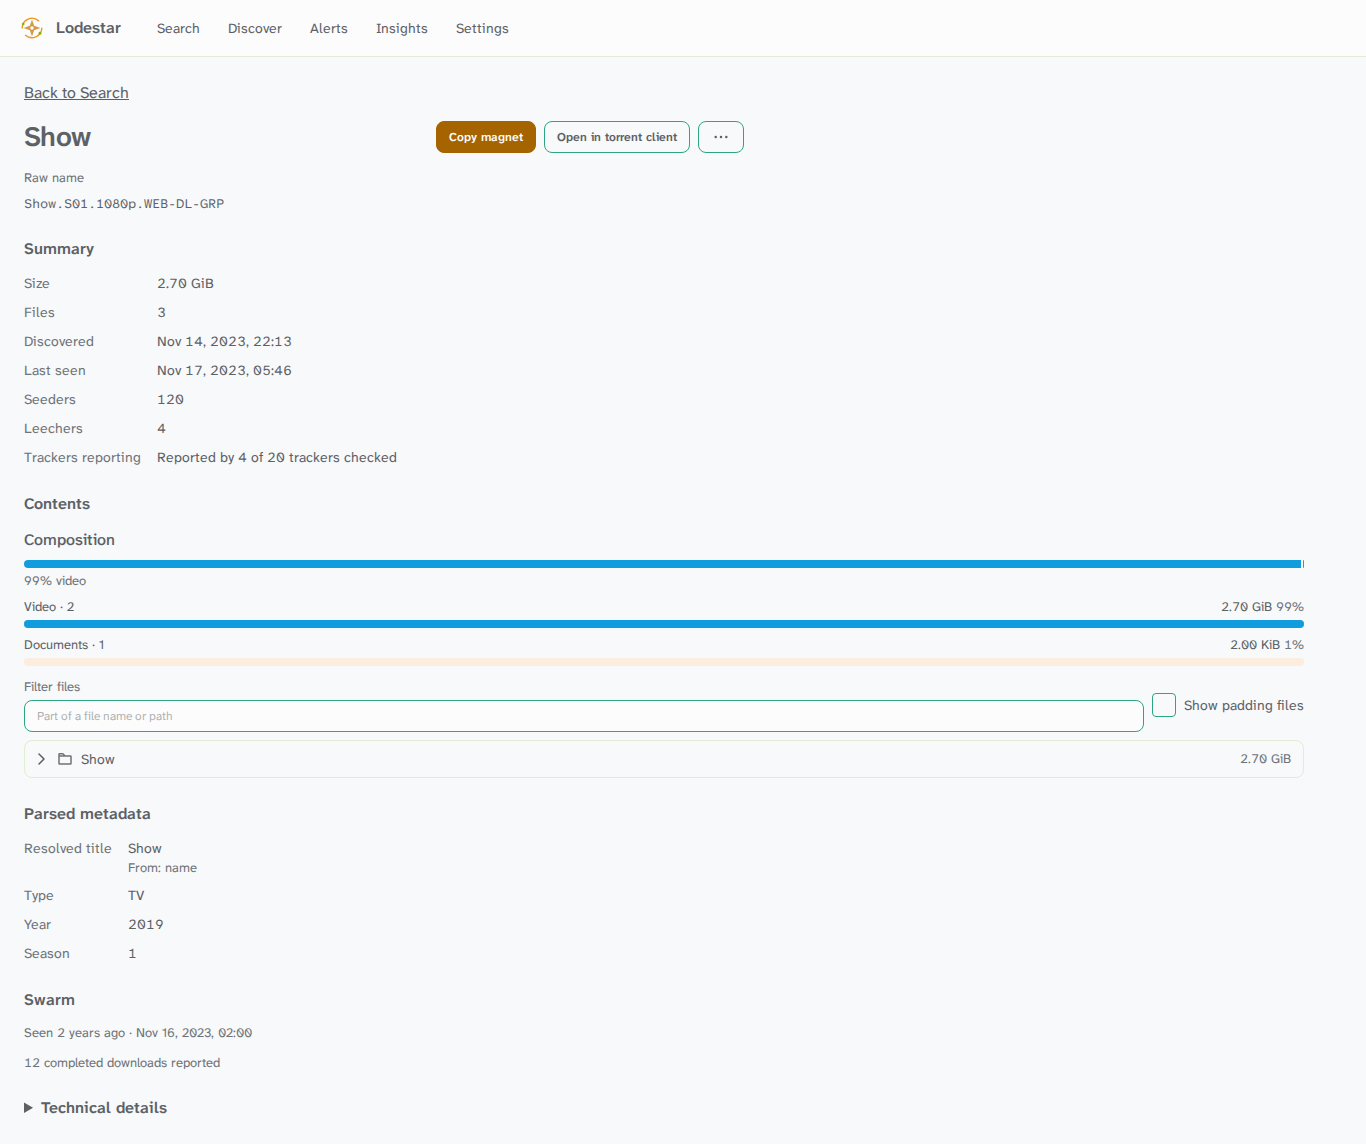 Lodestar Search Discover Alerts Insights Settings
Back to Search
Show Copy magnet Open in torrent client ...
Raw name
Show.S01.1080p.WEB-DL-GRP
Summary
Size 2.70 GiB
Files 3
Discovered Nov 14, 2023, 22:13
Last seen Nov 17, 2023, 05:46
Seeders 120
Leechers 4
Trackers reporting Reported by 4 of 20 trackers checked
Contents
Composition
99% video
Video · 2 2.70 GiB 99%
Documents · 1 2.00 KiB 1%
Filter files
Part of a file name or path Show padding files
Show 2.70 GiB
Parsed metadata
Resolved title Show
From: name
Type TV
Year 2019
Season 1
Swarm
Seen 2 years ago · Nov 16, 2023, 02:00
12 completed downloads reported
Technical details